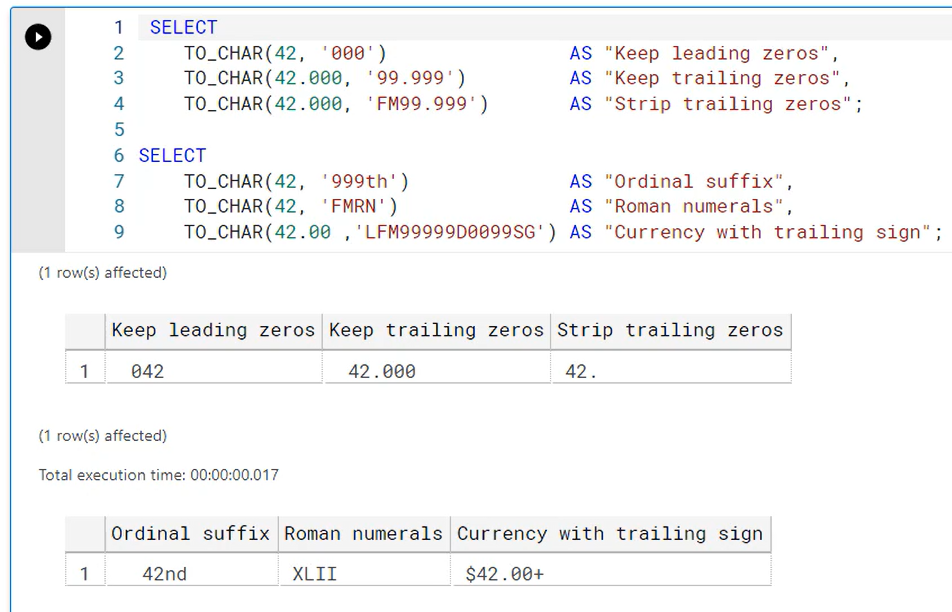 1 SELECT
2 TO_CHAR(42, '000') AS "Keep leading zeros",
3 TO_CHAR(42.000, '99.999') AS "Keep trailing zeros",
4 TO_CHAR(42.000, 'FM99.999') AS "Strip trailing zeros";
5
6 SELECT
7 TO_CHAR(42, '999th') AS "Ordinal suffix",
8 TO_CHAR(42, 'FMRN') AS "Roman numerals",
9 TO_CHAR(42.00 ,'LFM99999D0099SG') AS "Currency with trailing sign";
(1 row(s) affected)
Keep leading zeros Keep trailing zeros Strip trailing zeros
1 042 42.000 42.
(1 row(s) affected)
Total execution time: 00:00:00.017
Ordinal suffix Roman numerals Currency with trailing sign
1 42nd XLII $42.00+